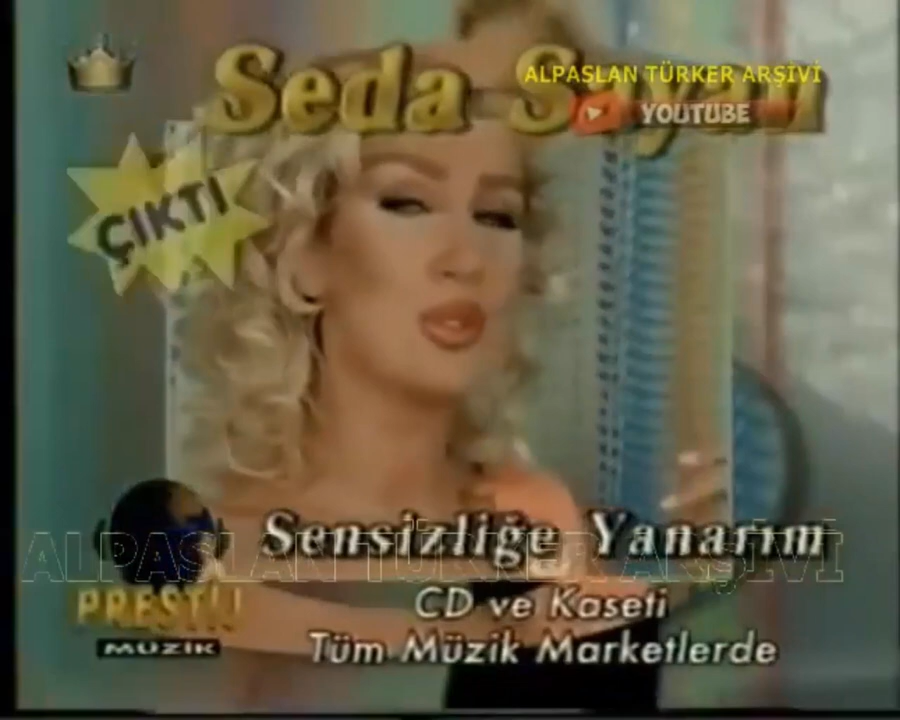 Seda Sayan
ALPASLAN TÜRKER ARŞİVİ
YOUTUBE
ÇIKTI
Sensizliğe Yanarım
ALPASLAN TÜRKER ARŞİVİ
PRESTİJ
MÜZİK
CD ve Kaseti
Tüm Müzik Marketlerde